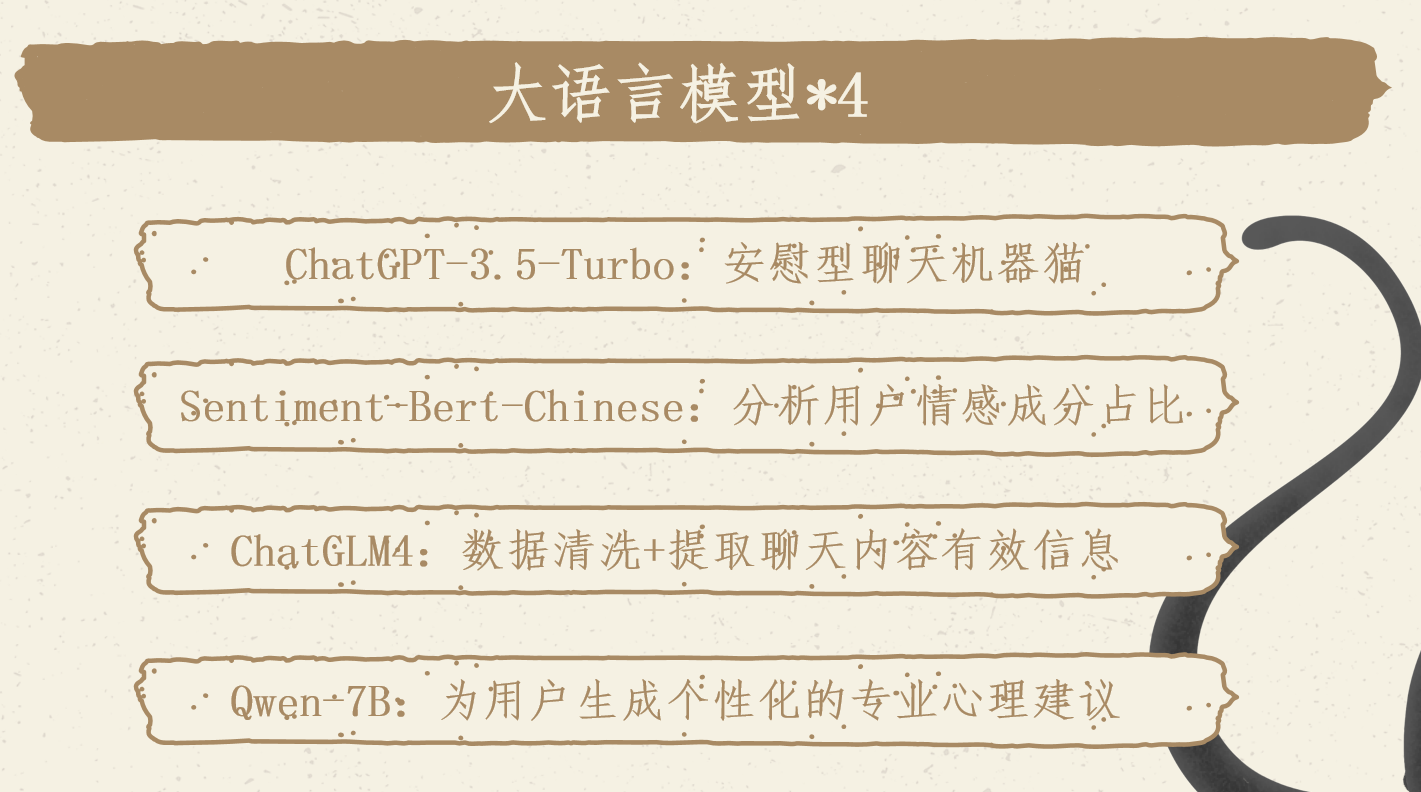 大语言模型*4
ChatGPT-3.5-Turbo：安慰型聊天机器猫
Sentiment-Bert-Chinese：分析用户情感成分占比
ChatGLM4：数据清洗+提取聊天内容有效信息
Qwen-7B：为用户生成个性化的专业心理建议